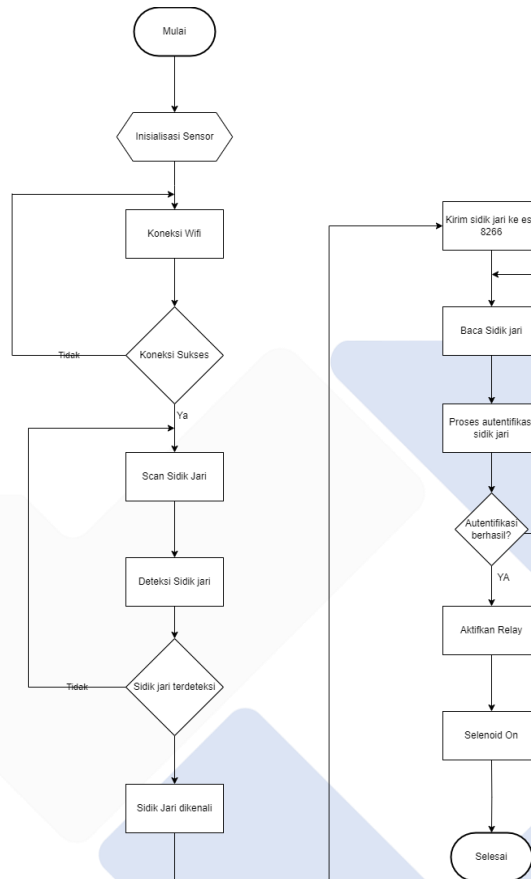 Mulai
Inisialisasi Sensor
Koneksi Wifi
Koneksi Sukses
Tidak
Ya
Scan Sidik Jari
Deteksi Sidik jari
Sidik jari terdeteksi
Tidak
Sidik Jari dikenali
Kirim sidik jari ke es
8266
Baca Sidik jari
Proses autentifikas
sidik jari
Autentifikasi
berhasil?
YA
Aktifkan Relay
Selenoid On
Selesai